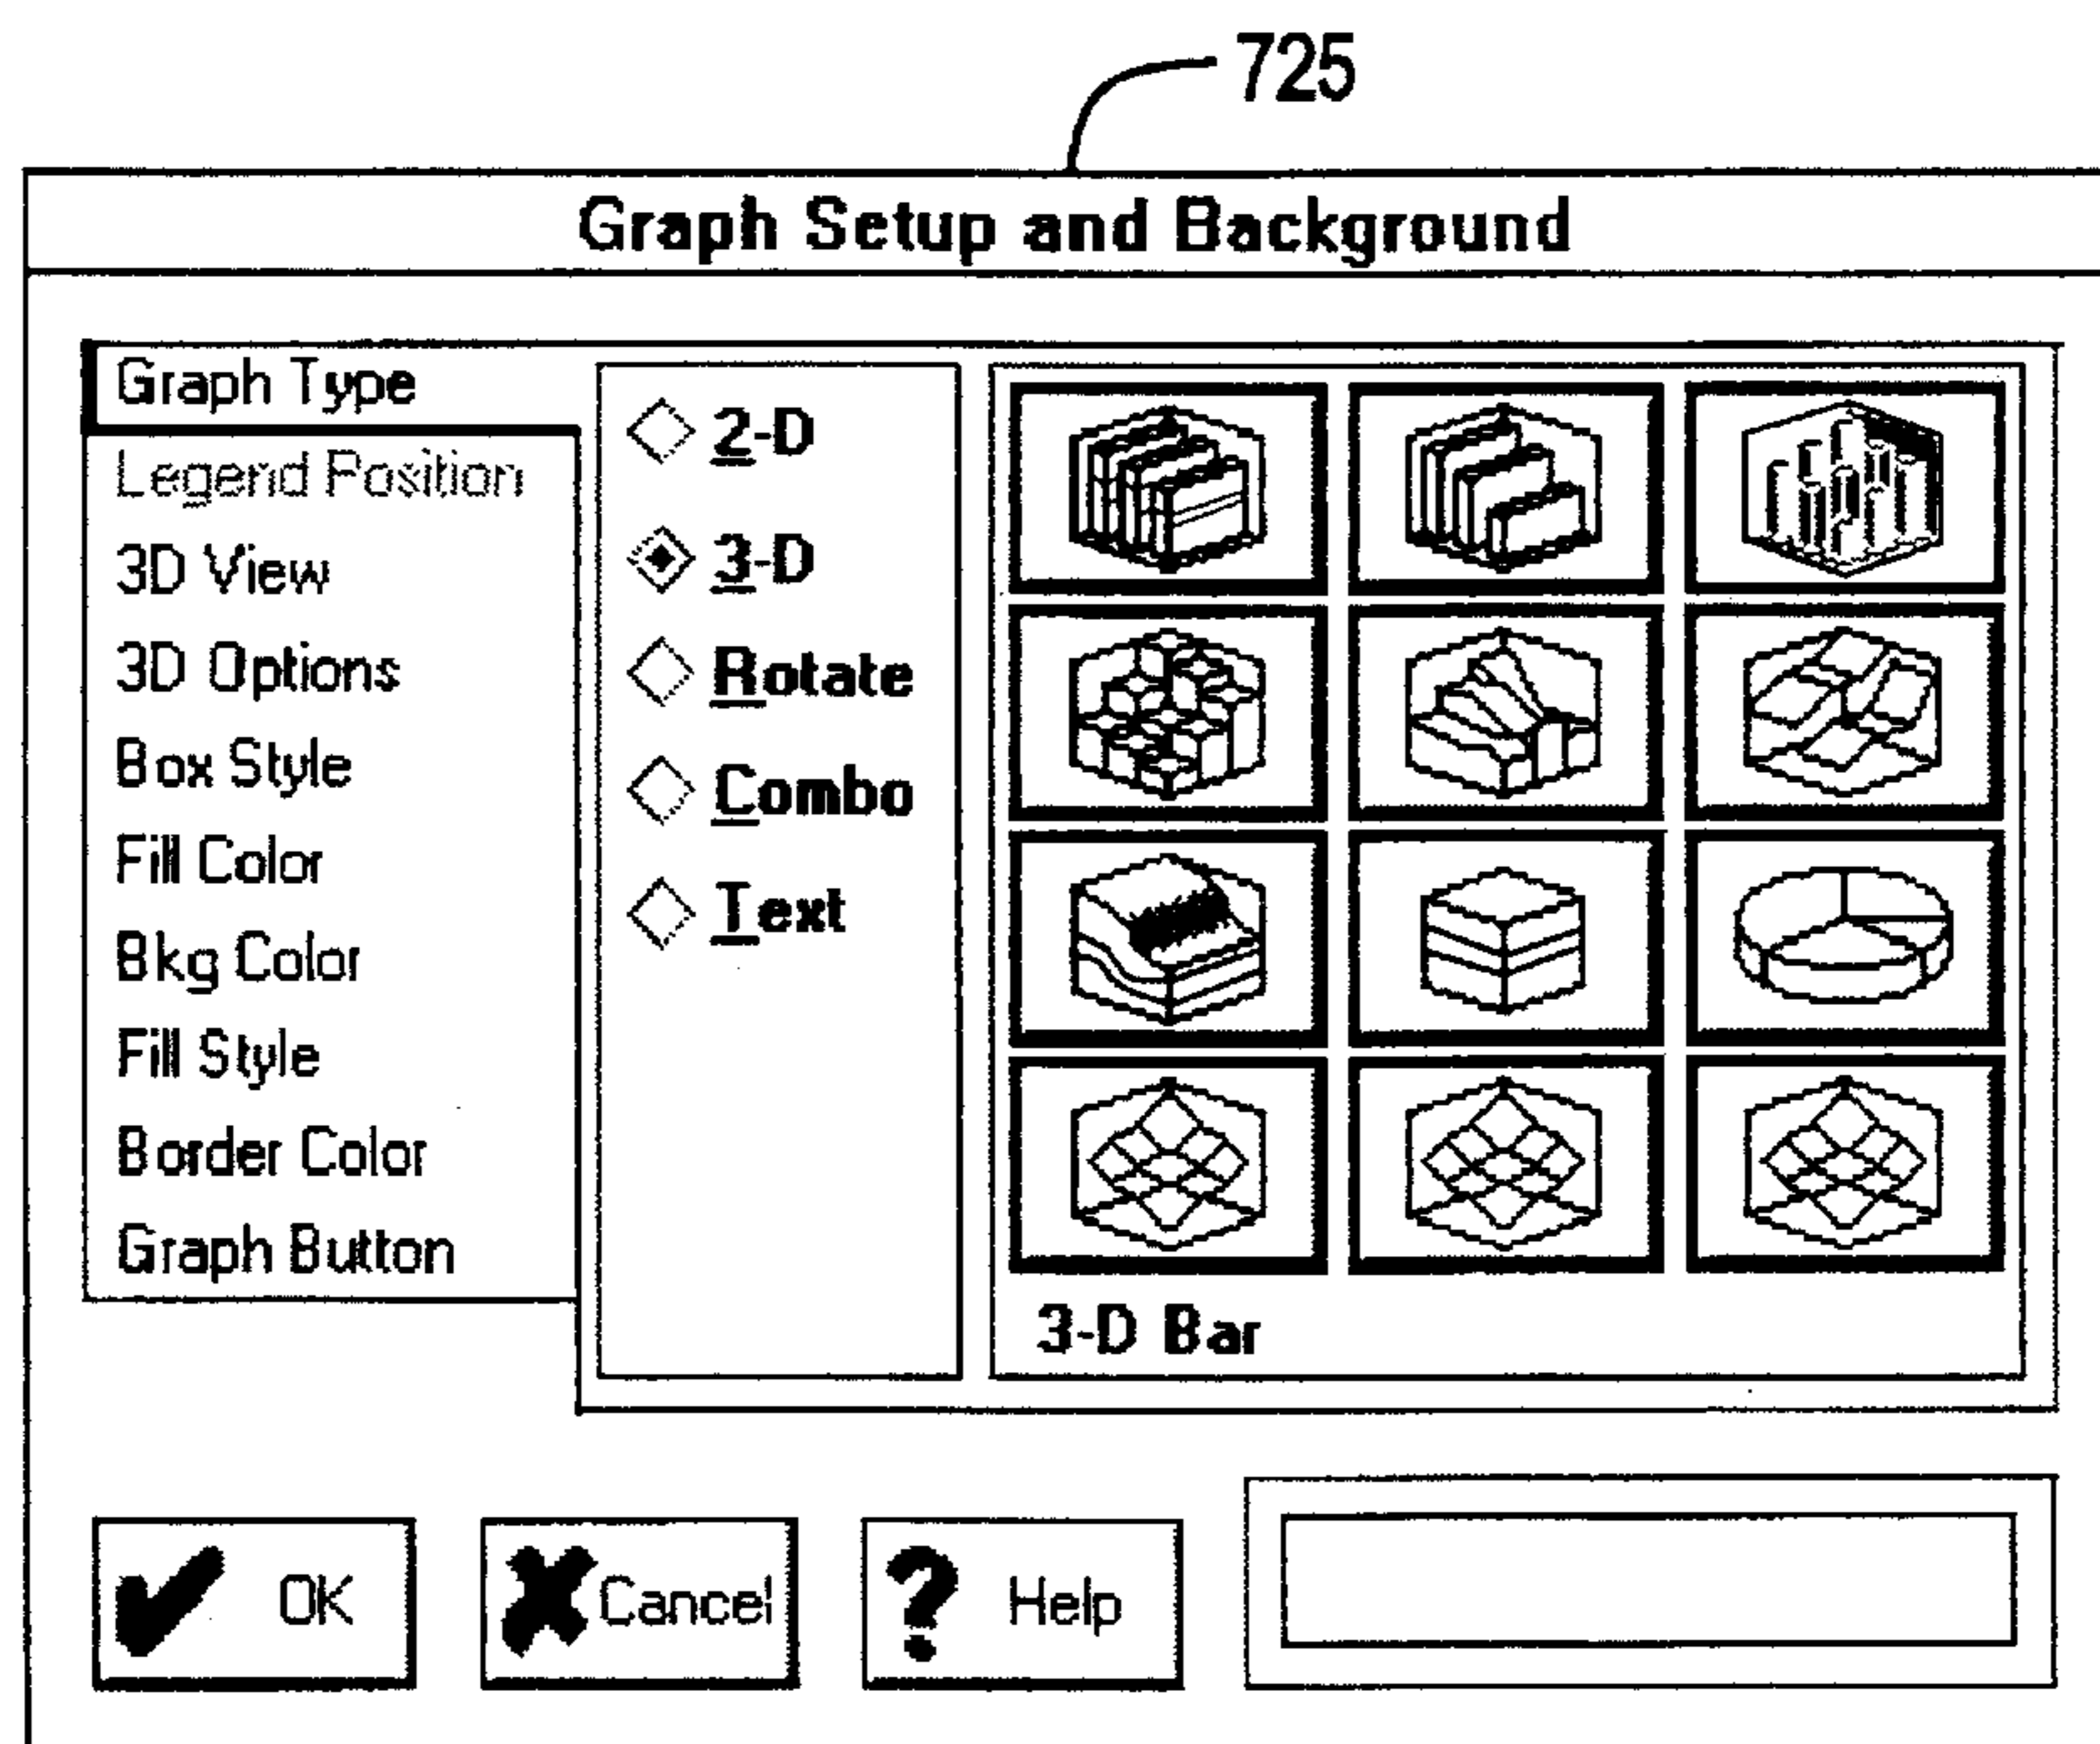 725
Graph Setup and Background
Graph Type
Legend Position
3D View
3D Options
Box Style
Fill Color
Bkg Color
Fill Style
Border Color
Graph Button
2-D
3-D
Rotate
Combo
Text
3-D Bar
OK
Cancel
Help